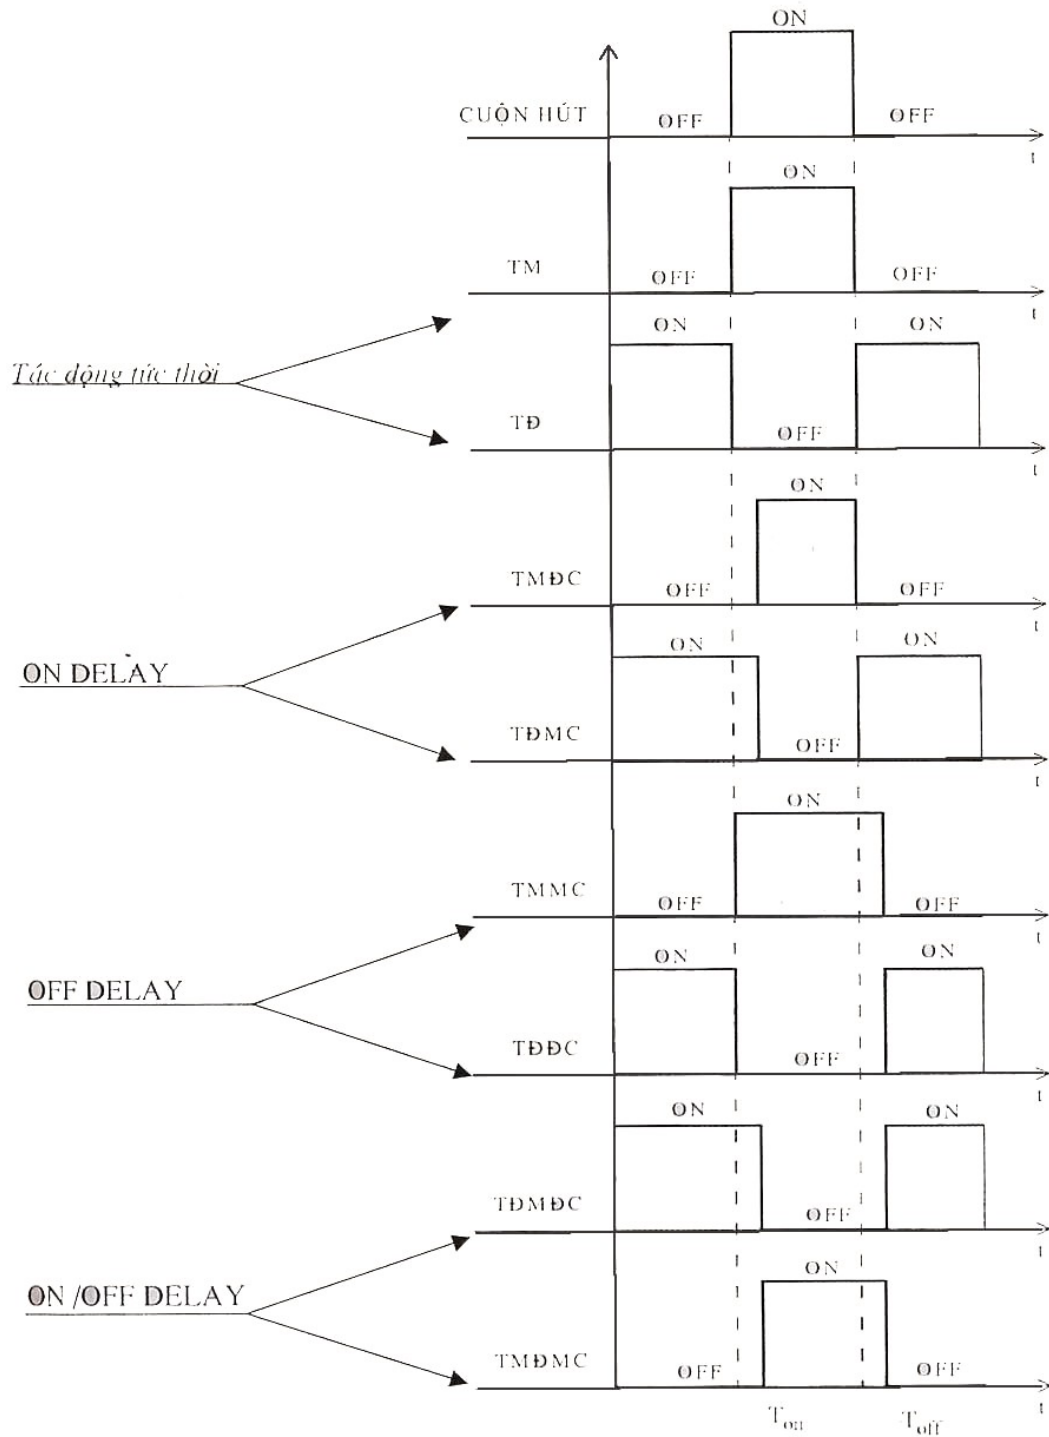 ON
CUỘN HÚT OFF OFF
t
ON
TM OFF OFF
t
ON ON
Tác động tức thời
TĐ OFF
t
ON
TMĐC OFF OFF
t
ON ON
ON DELAY
TĐMC OFF
t
ON
TMMC OFF OFF
t
ON ON
OFF DELAY
TĐĐC OFF
t
ON ON
TĐMĐC OFF
t
ON
ON /OFF DELAY
TMĐMC OFF OFF
t
Ton Toff